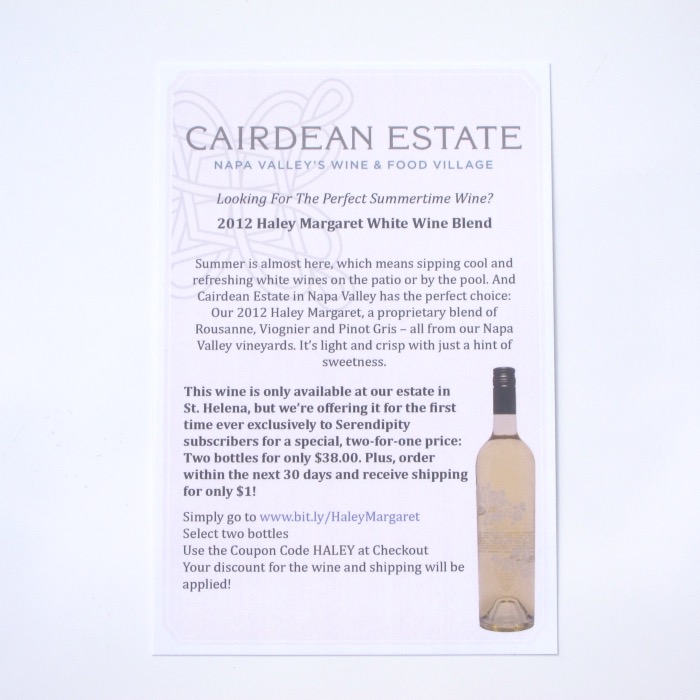 CAIRDEAN ESTATE
NAPA VALLEY'S WINE & FOOD VILLAGE
Looking For The Perfect Summertime Wine?
2012 Haley Margaret White Wine Blend
Summer is almost here, which means sipping cool and
refreshing white wines on the patio or by the pool. And
Cairdean Estate in Napa Valley has the perfect choice:
Our 2012 Haley Margaret, a proprietary blend of
Rousanne, Viognier and Pinot Gris – all from our Napa
Valley vineyards. It's light and crisp with just a hint of
sweetness.
This wine is only available at our estate in
St. Helena, but we're offering it for the first
time ever exclusively to Serendipity
subscribers for a special, two-for-one price:
Two bottles for only $38.00. Plus, order
within the next 30 days and receive shipping
for only $1!
Simply go to www.bit.ly/HaleyMargaret
Select two bottles
Use the Coupon Code HALEY at Checkout
Your discount for the wine and shipping will be
applied!